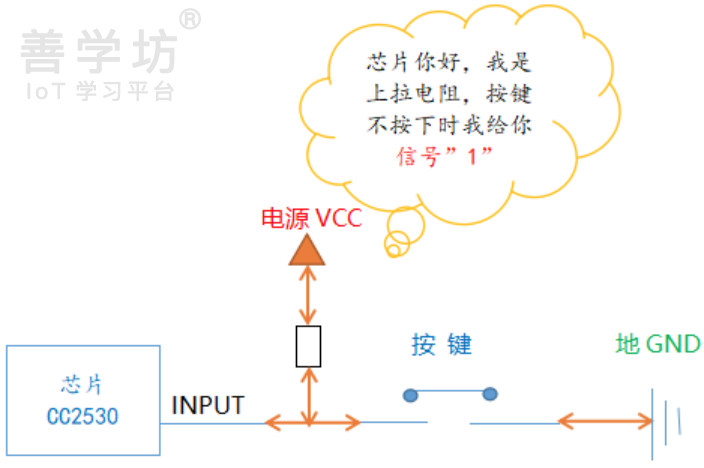 善学坊®
IoT 学习平台
芯片你好，我是
上拉电阻，按键
不按下时我给你
信号”1”
电源 VCC
按 键
地 GND
芯片
CC2530
INPUT